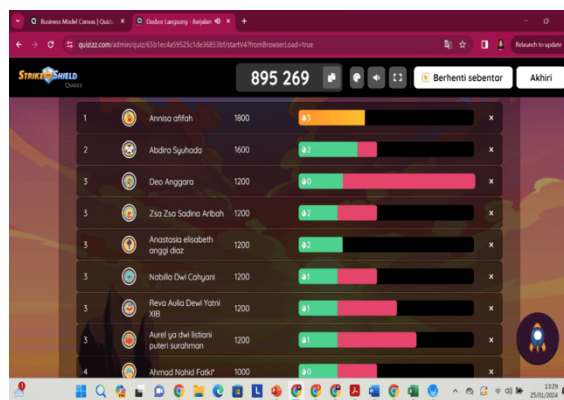 Business Model Canvas | Quizi
Dasbor Langsung - Berjalan
quizizz.com/admin/quiz/65b1ec4a59525c1de36853bf/startV4?fromBrowserLoad=true
Relaunch to update
STRIKE SHIELD
895 269
Berhenti sebentar
Akhiri
1 Annisa afifah 1800 3 x
2 Abdira Syuhada 1600 2 x
3 Deo Anggara 1200 0 x
3 Zsa Zsa Sadina Aribah 1200 2 x
3 Anastasia elisabeth
anggi diaz 1200 2 x
3 Nabilla Dwi Cahyani 1200 1 x
3 Reva Aulia Dewi Yatni
XIB 1200 1 x
3 Aurel ya dwi listiani
puteri surahman 1200 1 x
4 Ahmad Nahid Fatki* 1000 0 x
13:29
25/01/2024